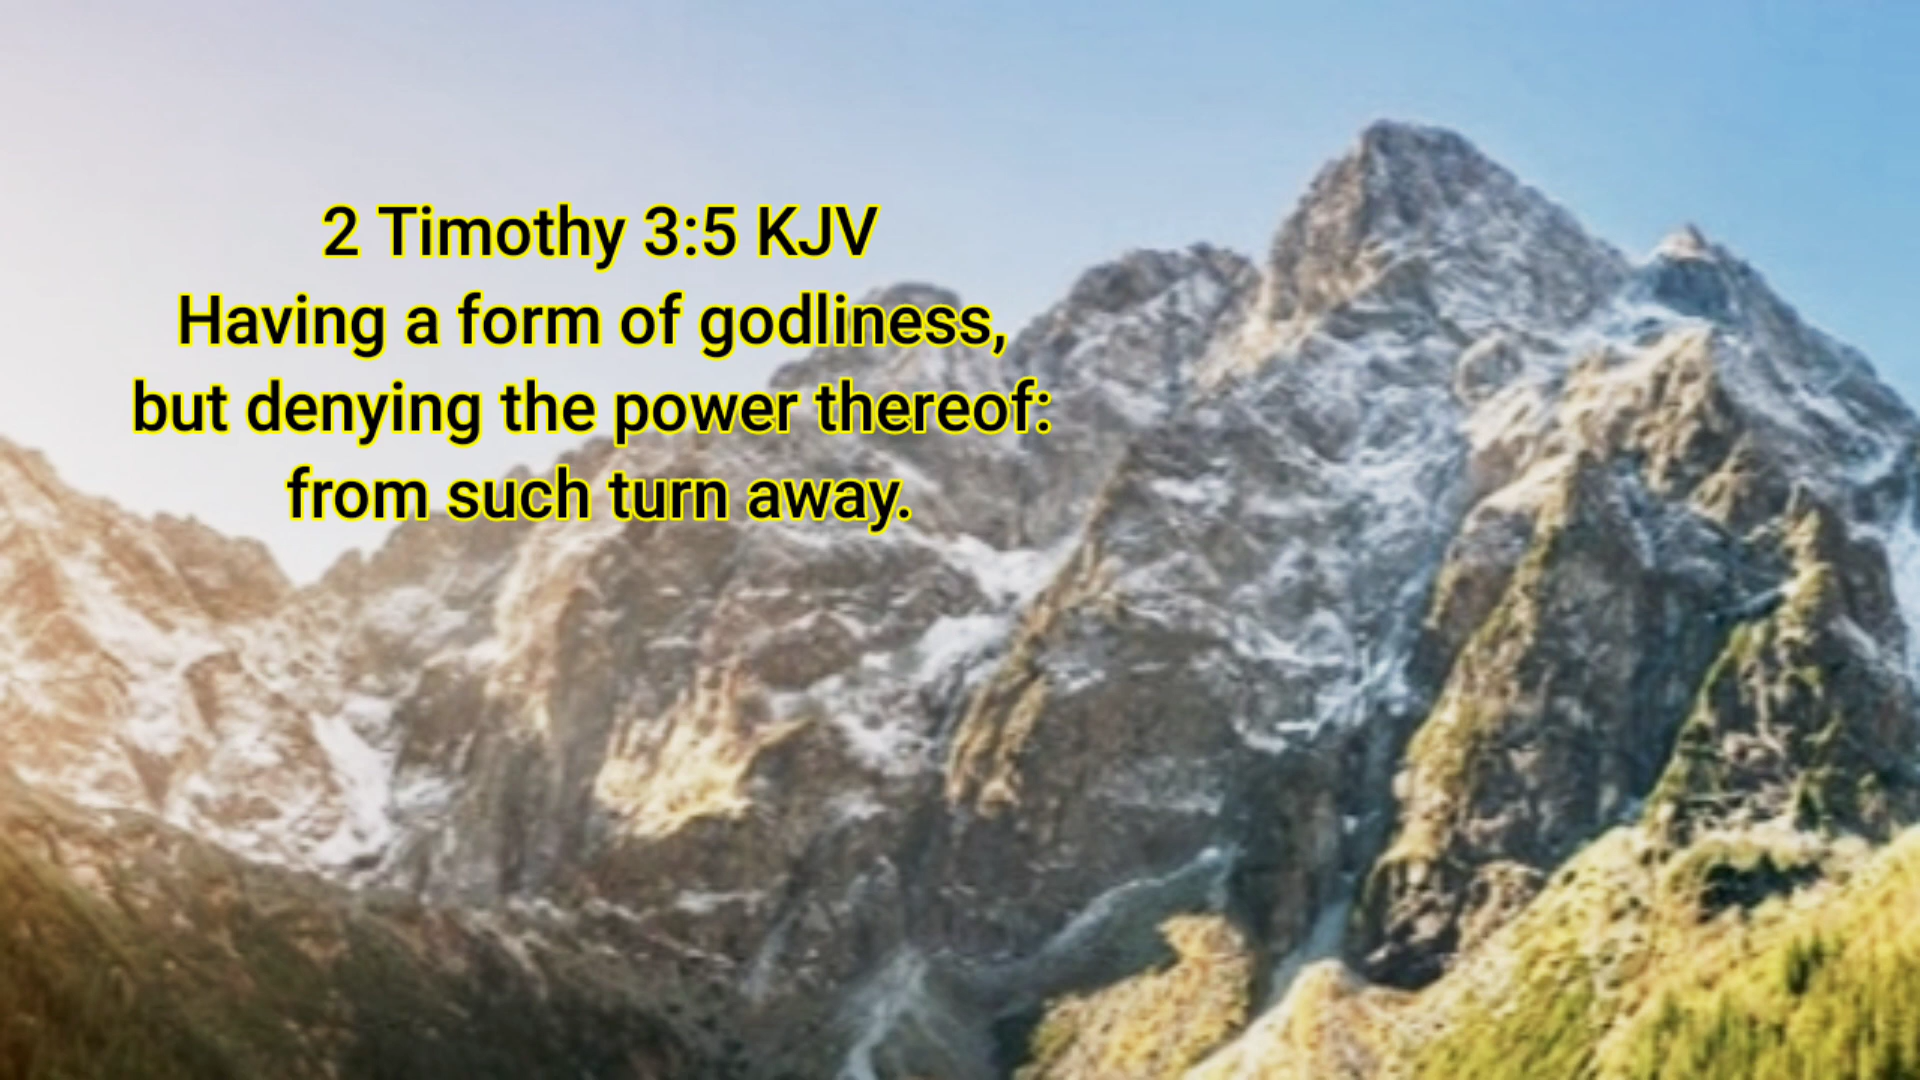 2 Timothy 3:5 KJV
Having a form of godliness,
but denying the power thereof:
from such turn away.